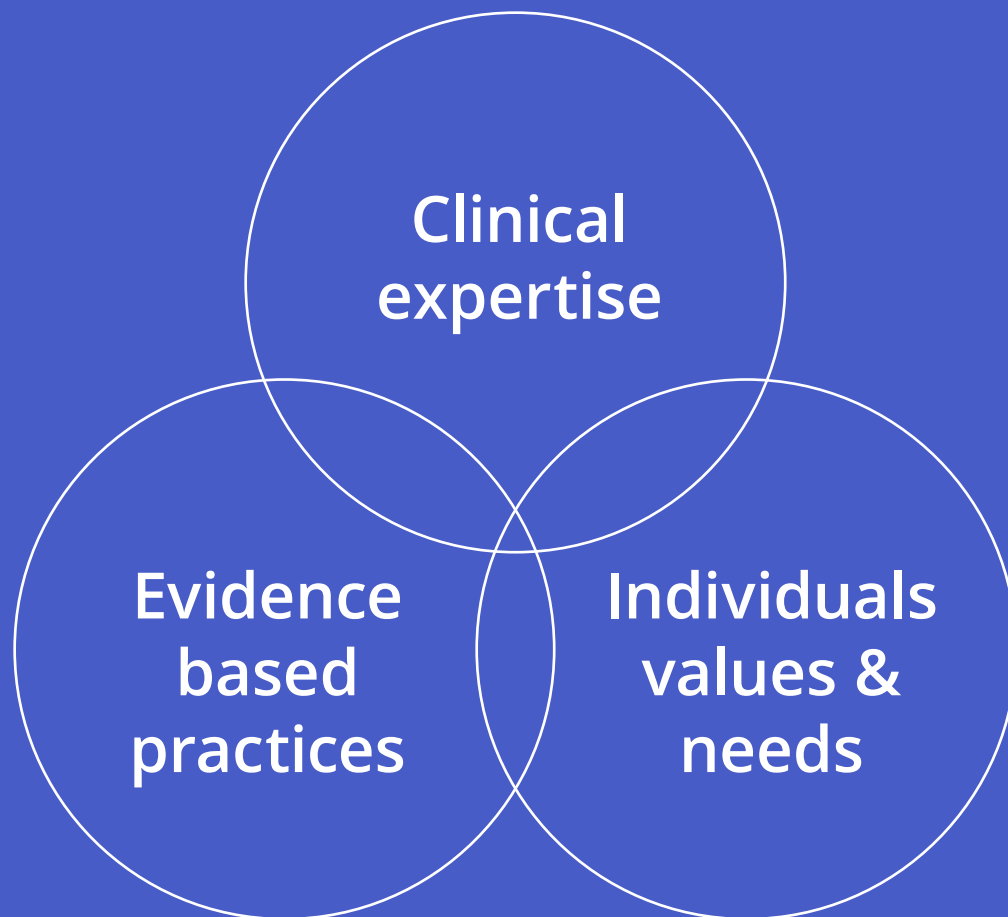 Clinical
expertise
Evidence
based
practices
Individuals
values &
needs